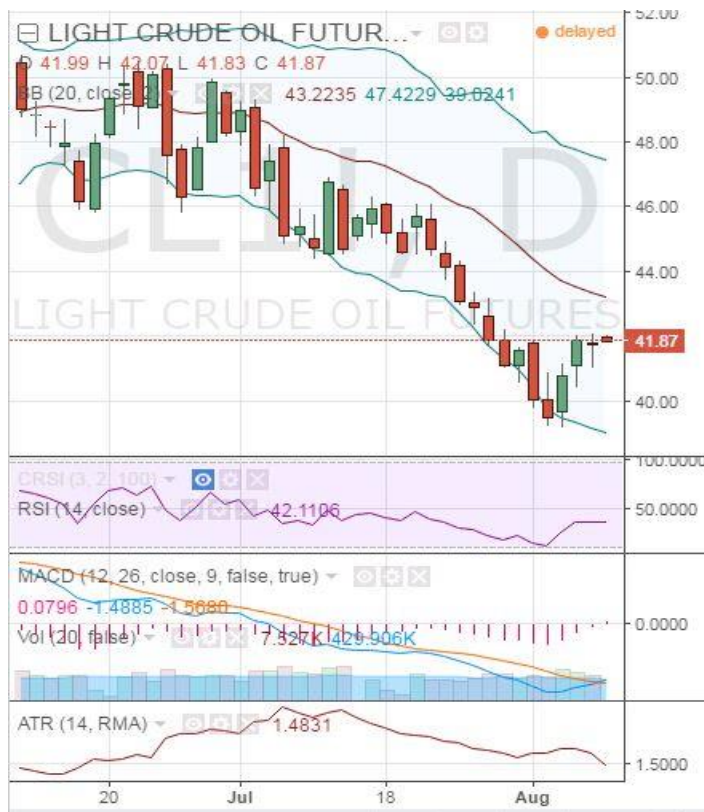 52.00
LIGHT CRUDE OIL FUTUR...
delayed
O 41.99 H 42.07 L 41.83 C 41.87
50.00
BB (20, close, 2) 43.2235 47.4229 39.0241
48.00
46.00
44.00
LIGHT CRUDE OIL FUTURES
41.87
40.00
100.0000
CRSI (3, 2, 100)
RSI (14, close) 42.1106
50.0000
MACD (12, 26, close, 9, false, true)
0.0796 -1.4885 -1.5680
0.0000
Vol (20, false) 7.527K 429.906K
ATR (14, RMA) 1.4831
1.5000
20 Jul 18 Aug